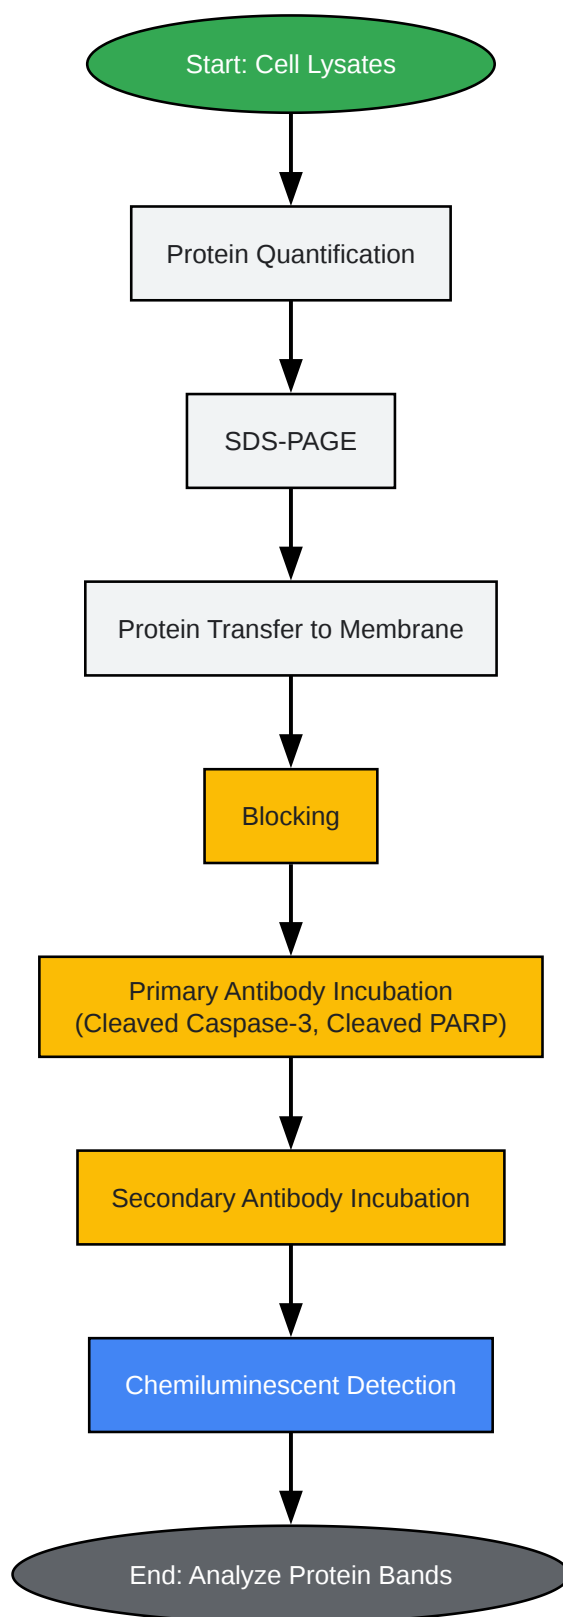 Start: Cell Lysates
Protein Quantification
SDS-PAGE
Protein Transfer to Membrane
Blocking
Primary Antibody Incubation
(Cleaved Caspase-3, Cleaved PARP)
Secondary Antibody Incubation
Chemiluminescent Detection
End: Analyze Protein Bands